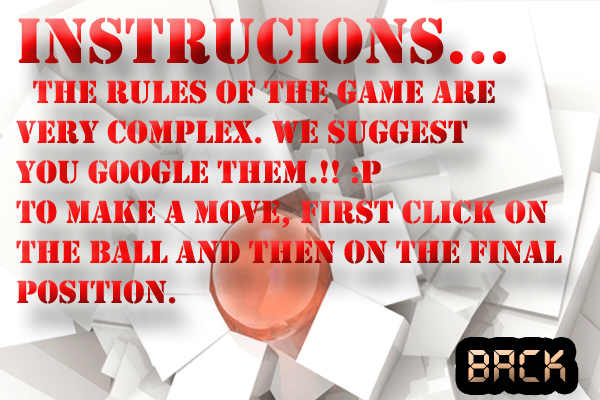 INSTRUCIONS...
THE RULES OF THE GAME ARE
VERY COMPLEX. WE SUGGEST
YOU GOOGLE THEM.!! :P
TO MAKE A MOVE, FIRST CLICK ON
THE BALL AND THEN ON THE FINAL
POSITION.
BACK